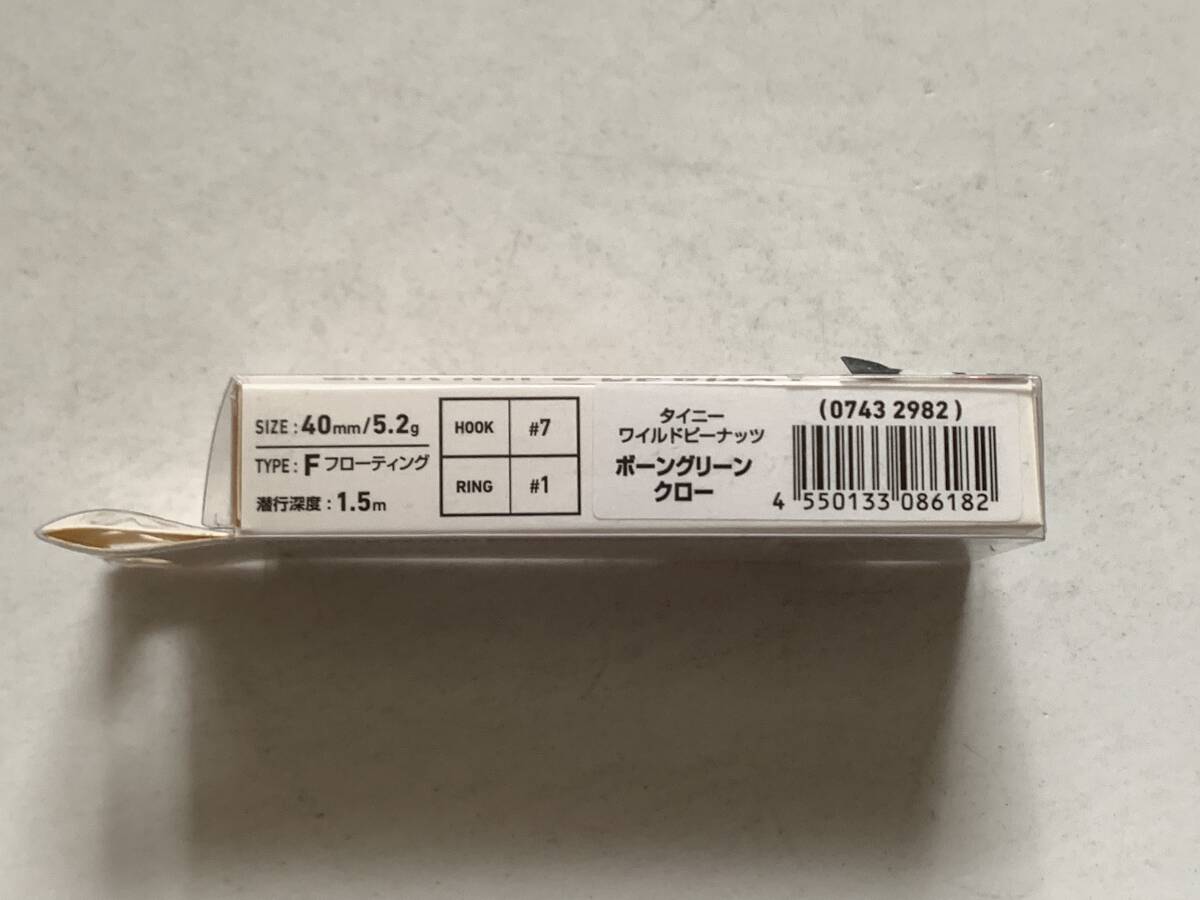 SIZE : 40mm/5.2g
TYPE : F フローティング
潜行深度 : 1.5m
HOOK #7
RING #1
タイニー
ワイルドピーナッツ
ボーングリーン
クロー
(0743 2982)
4 550133 086182